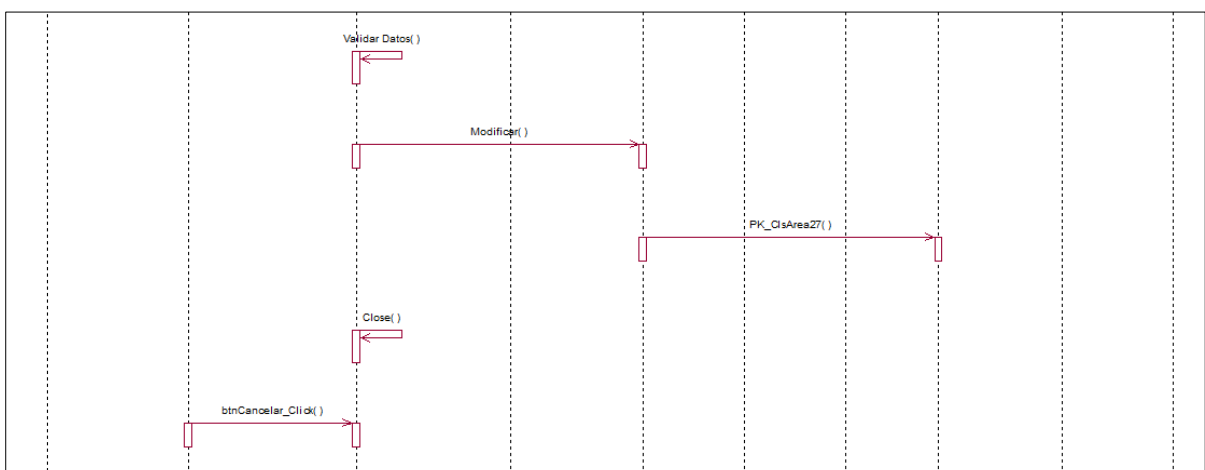 Validar Datos( )
Modificar( )
PK_ClsArea27( )
Close( )
btnCancelar_Click( )